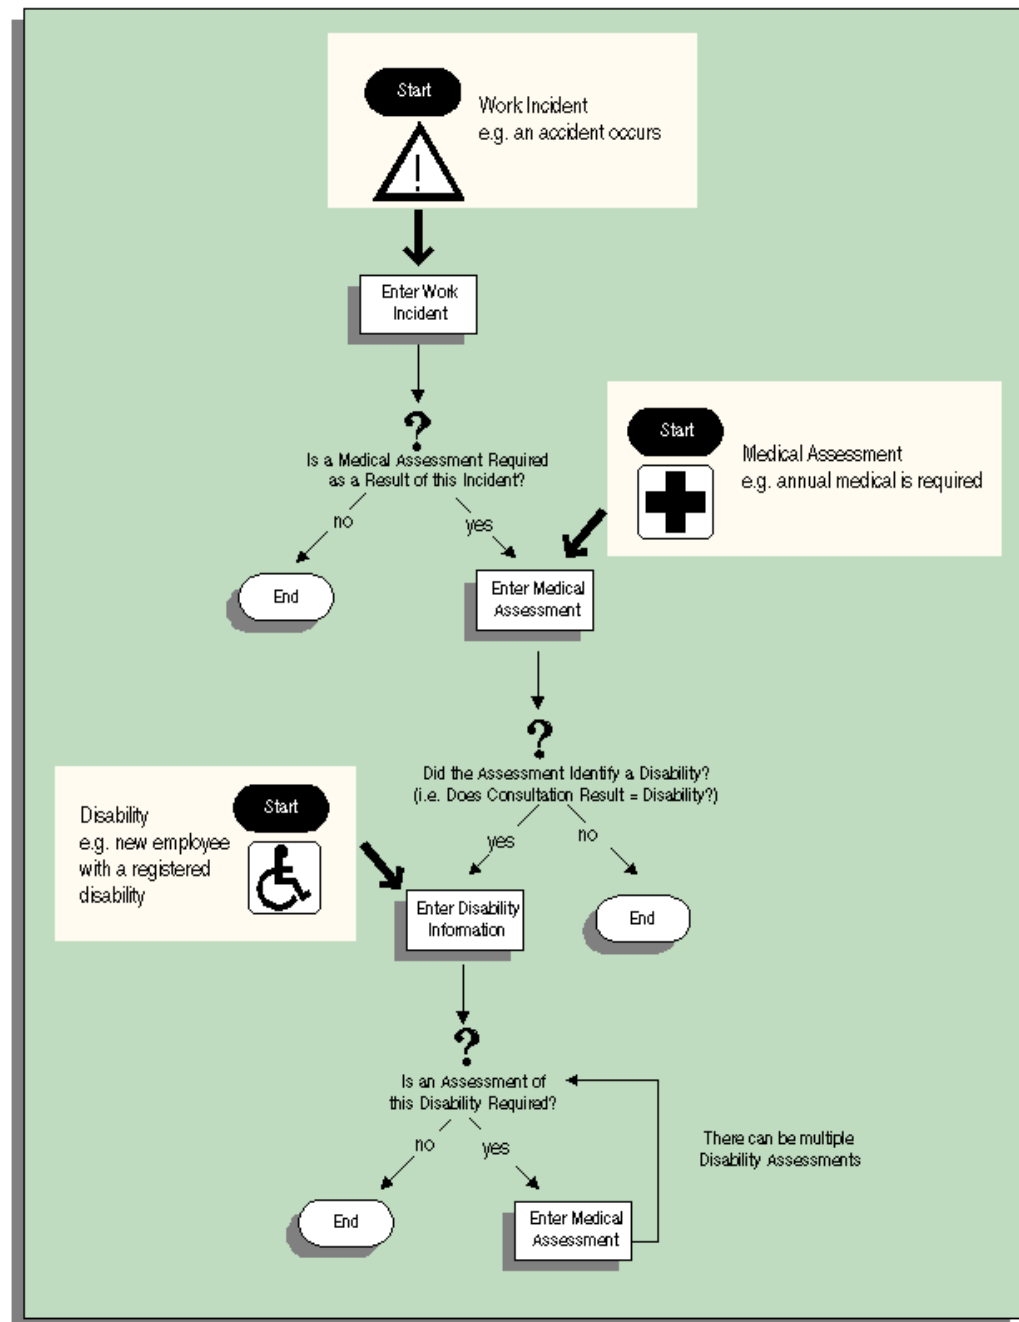 Start
Work Incident
e.g. an accident occurs
Enter Work
Incident
?
Is a Medical Assessment Required
as a Result of this Incident?
no
yes
Start
Medical Assessment
e.g. annual medical is required
End
Enter Medical
Assessment
?
Did the Assessment Identify a Disability?
(i.e. Does Consultation Result = Disability?)
yes
no
Start
Disability
e.g. new employee
with a registered
disability
Enter Disability
Information
End
?
Is an Assessment of
this Disability Required?
no
yes
There can be multiple
Disability Assessments
End
Enter Medical
Assessment